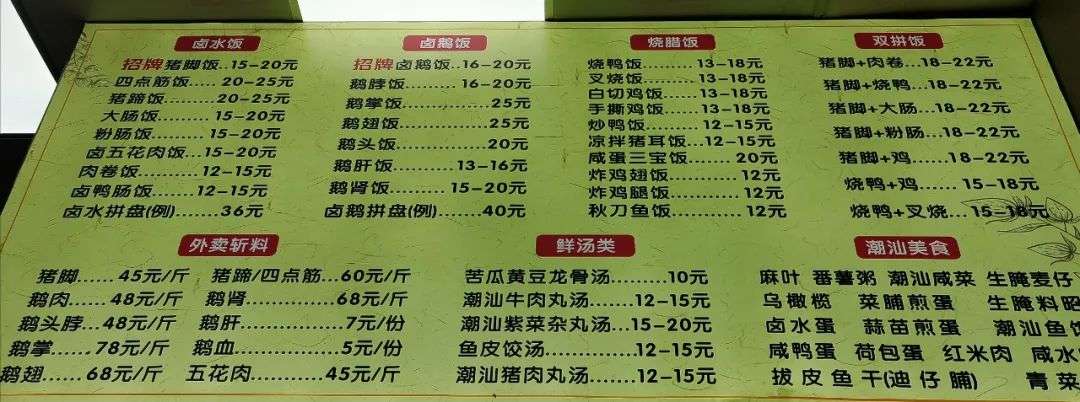 卤水饭
招牌猪脚饭..15-20元
四点筋饭.....20-25元
猪蹄饭........20-25元
大肠饭........15-20元
粉肠饭........15-20元
卤五花肉饭...15-20元
肉卷饭.........12-15元
卤鸭肠饭......12-15元
卤水拼盘(例).......36元
卤鹅饭
招牌卤鹅饭..16-20元
鹅脖饭.........16-20元
鹅掌饭..............25元
鹅翅饭..............25元
鹅头饭..............20元
鹅肝饭.........13-16元
鹅肾饭.........15-20元
卤鹅拼盘(例).......40元
烧腊饭
烧鸭饭........13-18元
叉烧饭........13-18元
白切鸡饭.....13-18元
手撕鸡饭.....13-18元
炒鸭饭........12-15元
凉拌猪耳饭...12-15元
咸蛋三宝饭......20元
炸鸡翅饭..........12元
炸鸡腿饭..........12元
秋刀鱼饭..........12元
双拼饭
猪脚+肉卷...18-22元
猪脚+烧鸭...18-22元
猪脚+大肠...18-22元
猪脚+粉肠...18-22元
猪脚+鸡......18-22元
烧鸭+鸡......15-18元
烧鸭+叉烧...15-18元
外卖斩料
猪脚......45元/斤 猪蹄/四点筋...60元/斤
鹅肉......48元/斤 鹅肾..............68元/斤
鹅头脖...48元/斤 鹅肝..............7元/份
鹅掌......78元/斤 鹅血..............5元/份
鹅翅......68元/斤 五花肉...........45元/斤
鲜汤类
苦瓜黄豆龙骨汤........10元
潮汕牛肉丸汤......12-15元
潮汕紫菜杂丸汤...15-20元
鱼皮饺汤............12-15元
潮汕猪肉丸汤......12-15元
潮汕美食
麻叶 番薯粥 潮汕咸菜 生腌麦仔
乌橄榄 菜脯煎蛋 生腌料
卤水蛋 蒜苗煎蛋 潮汕鱼
咸鸭蛋 荷包蛋 红米肉 咸水
拔皮鱼干(迪仔脯) 青菜